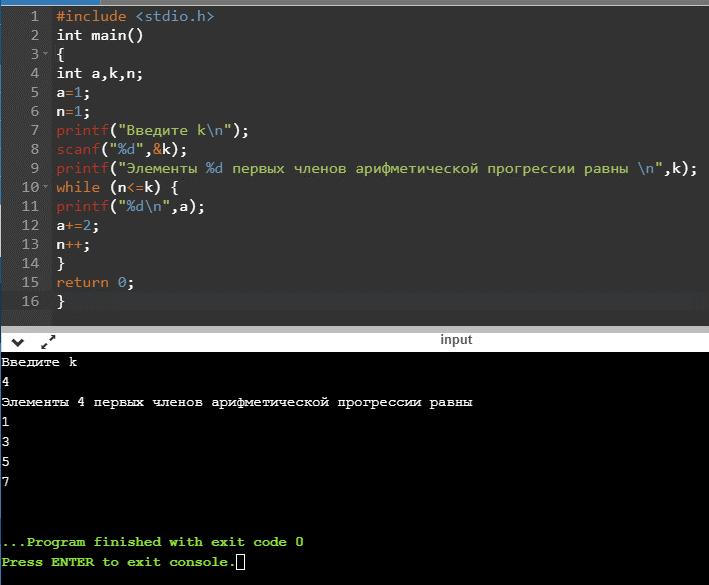 1 #include <stdio.h>
2 int main()
3 {
4 int a,k,n;
5 a=1;
6 n=1;
7 printf("Введите k\n");
8 scanf("%d",&k);
9 printf("Элементы %d первых членов арифметической прогрессии равны \n",k);
10 while (n<=k) {
11 printf("%d\n",a);
12 a+=2;
13 n++;
14 }
15 return 0;
16 }
input
Введите k
4
Элементы 4 первых членов арифметической прогрессии равны
1
3
5
7
...Program finished with exit code 0
Press ENTER to exit console.